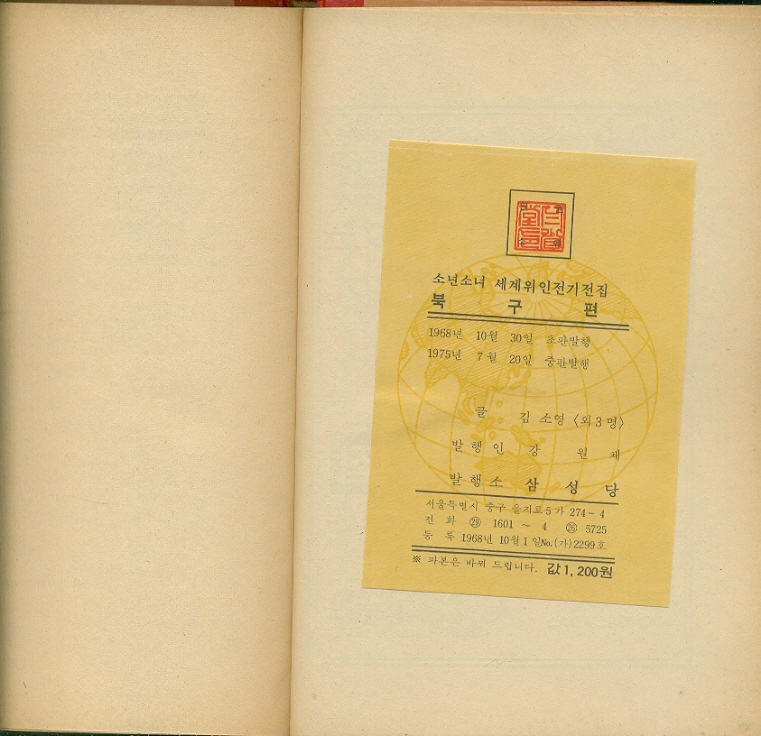 소년소녀 세계위인전기전집
북 구 편
1968년 10월 30일 초판발행
1975년 7월 20일 중판발행
글 김소영 〈외3명〉
발행인 강 원 채
발행소 삼 성 당
서울특별시 중구 을지로5가 274~4
전 화 ㉙ 1601 ~ 4 5725
등 록 1968년 10월 1일 No.(가)2299호
※ 파본은 바꿔 드립니다. 값 1,200원